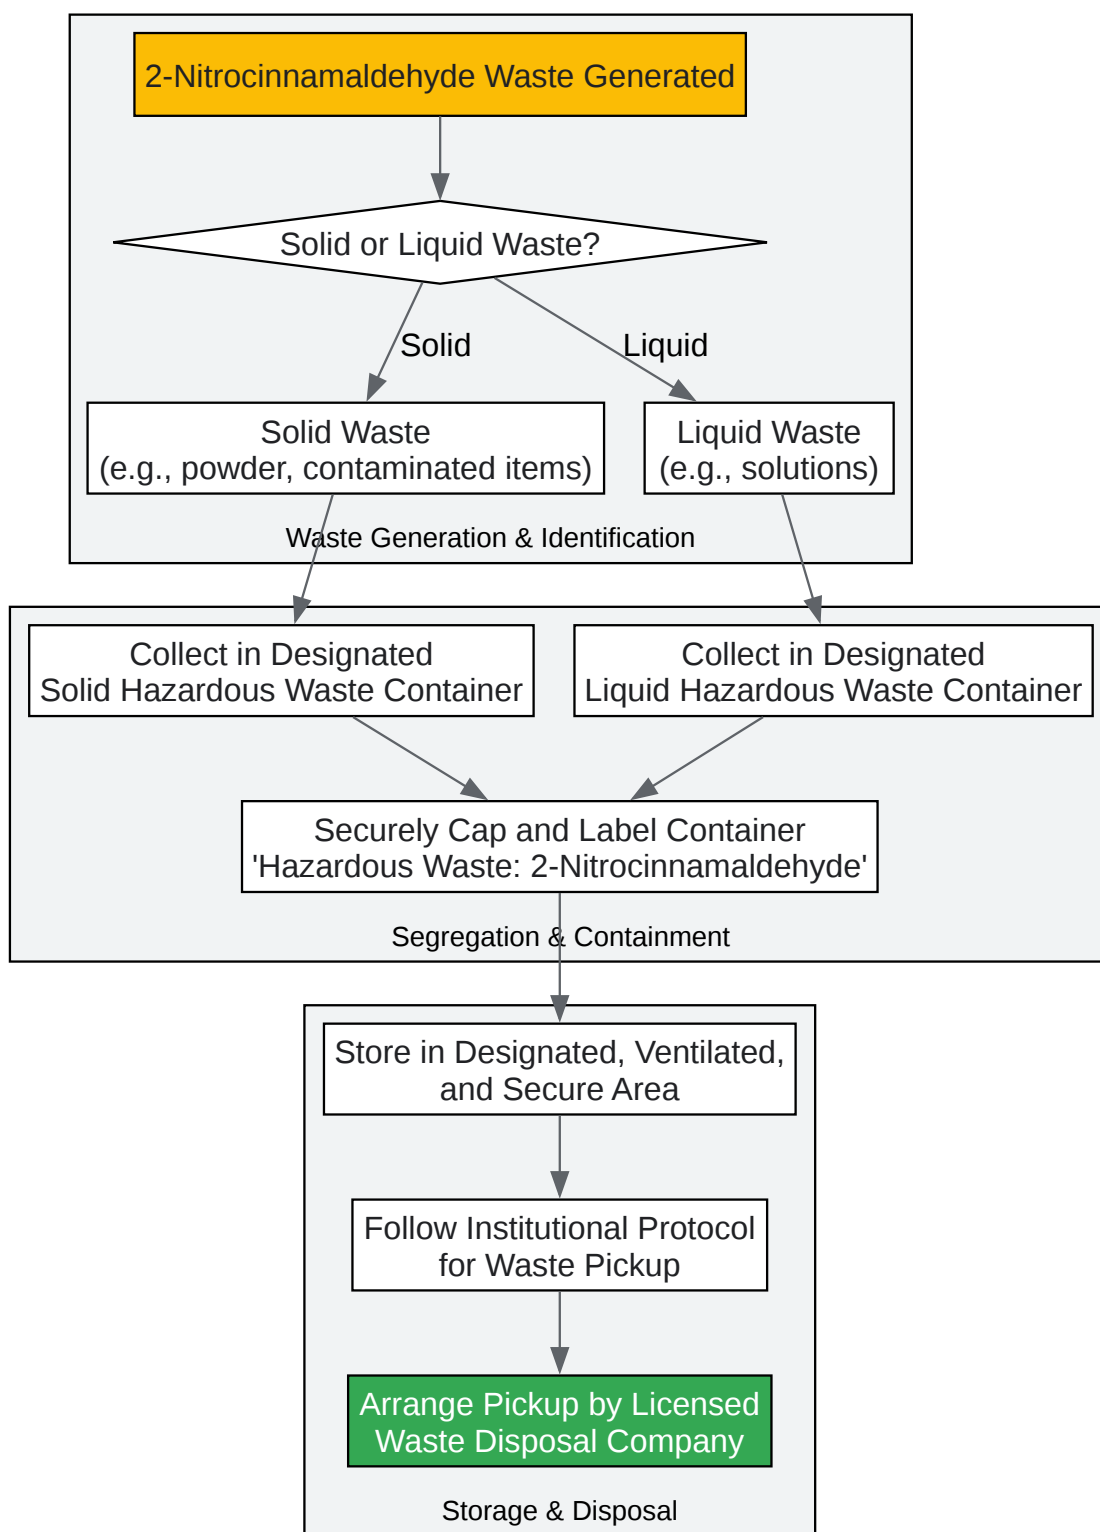 2-Nitrocinnamaldehyde Waste Generated
Solid or Liquid Waste?
Solid
Liquid
Solid Waste
(e.g., powder, contaminated items)
Liquid Waste
(e.g., solutions)
Waste Generation & Identification
Collect in Designated
Solid Hazardous Waste Container
Collect in Designated
Liquid Hazardous Waste Container
Securely Cap and Label Container
'Hazardous Waste: 2-Nitrocinnamaldehyde'
Segregation & Containment
Store in Designated, Ventilated,
and Secure Area
Follow Institutional Protocol
for Waste Pickup
Arrange Pickup by Licensed
Waste Disposal Company
Storage & Disposal